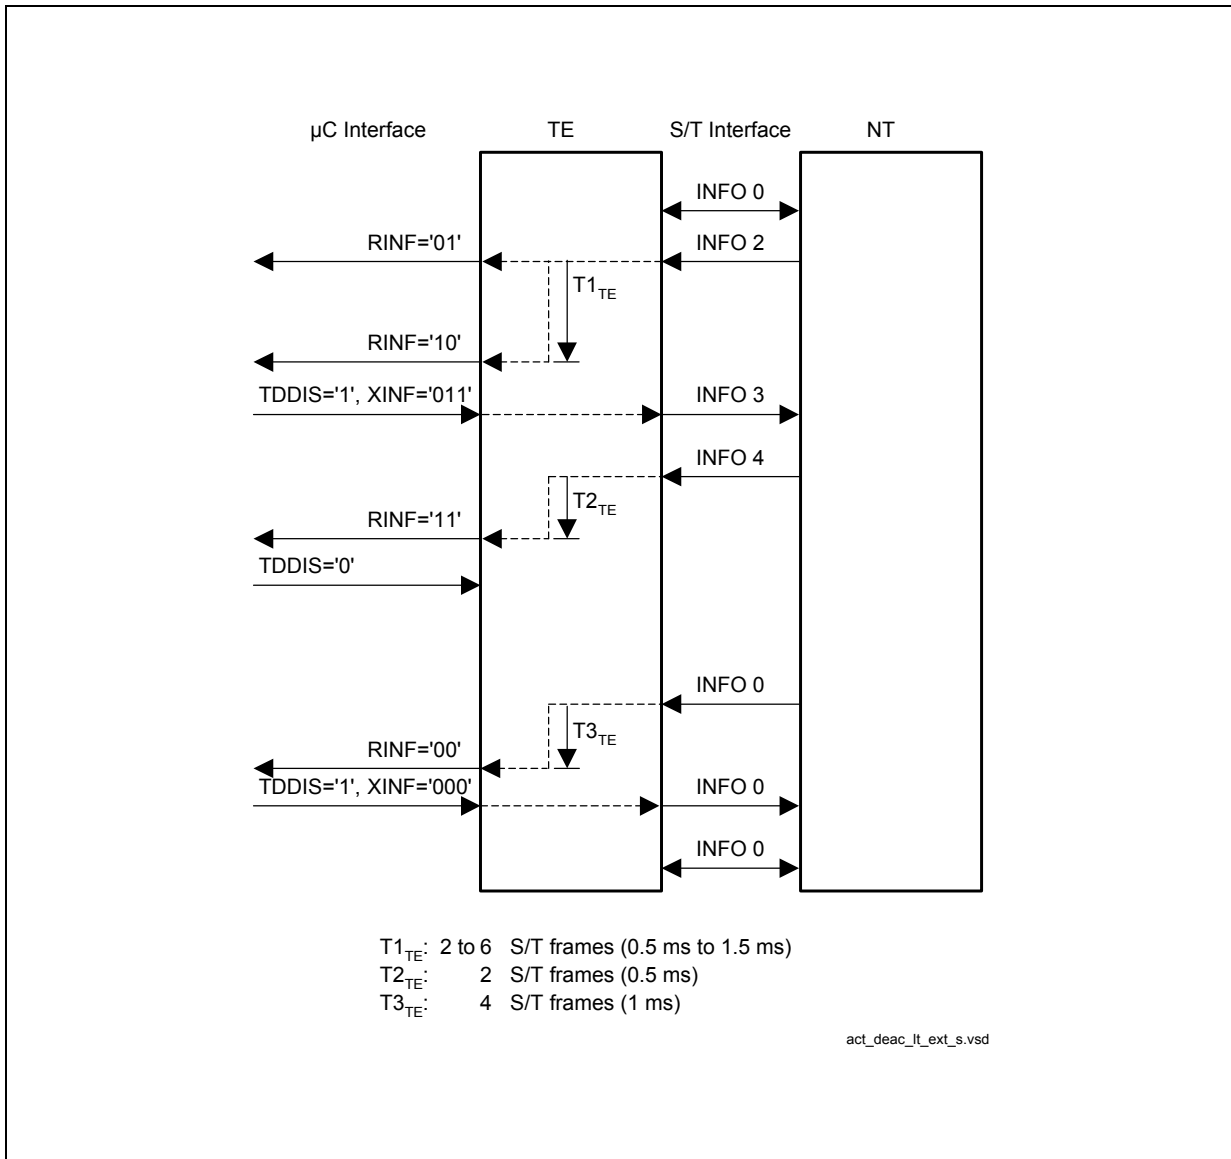 µC Interface TE S/T Interface NT
INFO 0
RINF='01' INFO 2
T1TE
RINF='10'
TDDIS='1', XINF='011' INFO 3
INFO 4
T2TE
RINF='11'
TDDIS='0'
INFO 0
T3TE
RINF='00'
TDDIS='1', XINF='000' INFO 0
INFO 0
T1TE: 2 to 6 S/T frames (0.5 ms to 1.5 ms)
T2TE: 2 S/T frames (0.5 ms)
T3TE: 4 S/T frames (1 ms)
act_deac_lt_ext_s.vsd